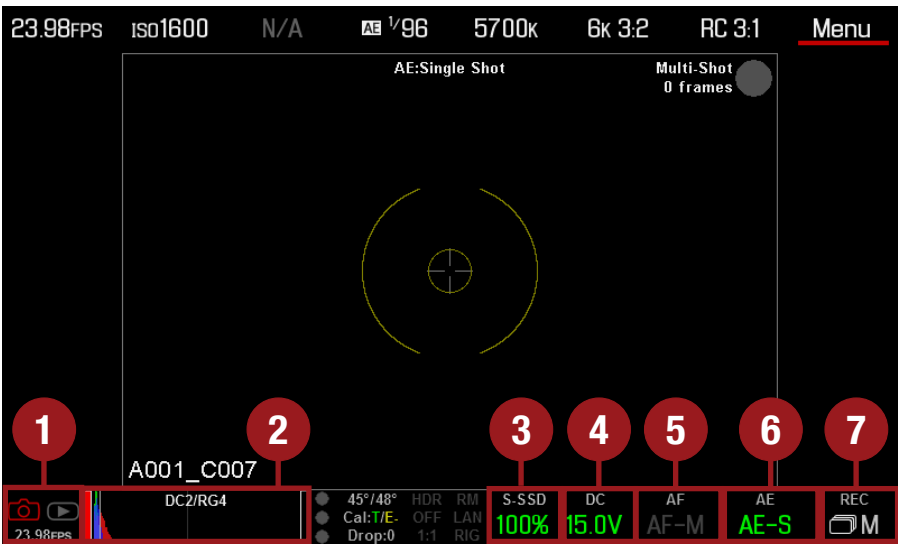 23.98FPS ISO1600 N/A AE 1/96 5700K 6K 3:2 RC 3:1 Menu
AE:Single Shot
Multi-Shot
0 frames
1 2 3 4 5 6 7
A001_C007
DC2/RG4 45°/48° HDR RM S-SSD DC AF AE REC
Cal:T/E- OFF LAN 100% 15.0V AF-M AE-S M
23.98FPS Drop:0 1:1 RIG